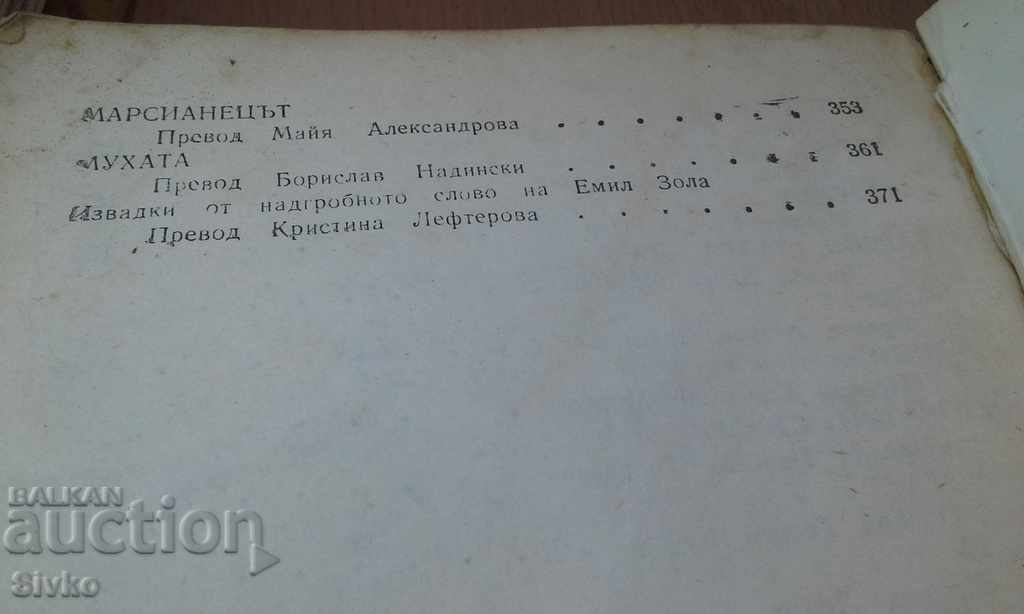 МАРСИАНЕЦЪТ
Превод Майя Александрова . . . . . . . 353
МУХАТА
Превод Борислав Надински . . . . . . . 361
Извадки от надгробното слово на Емил Зола
Превод Кристина Лефтерова . . . . . . . 371
BALKAN
auction
Sivko